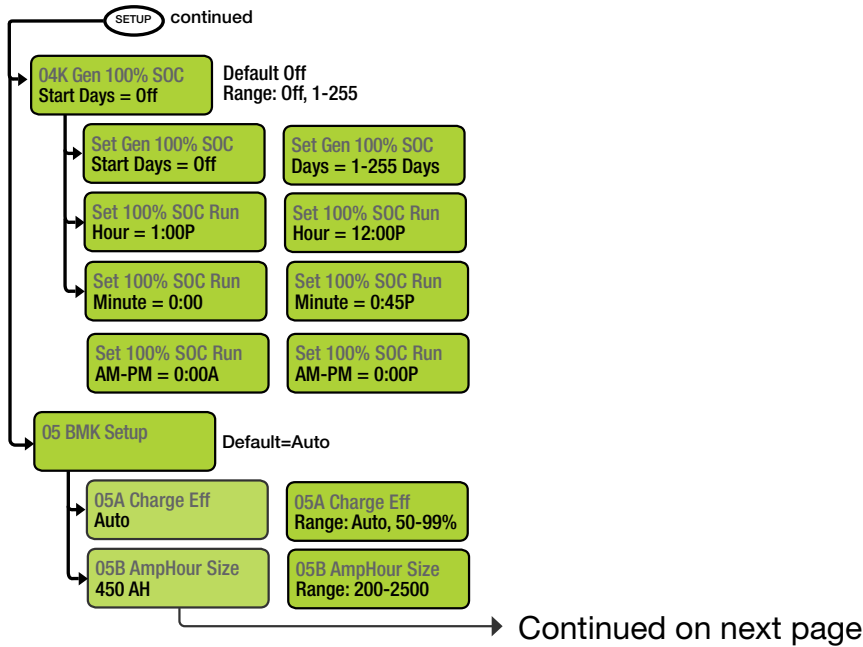 SETUP continued
04K Gen 100% SOC
Start Days = Off
Default Off
Range: Off, 1-255
Set Gen 100% SOC
Start Days = Off
Set Gen 100% SOC
Days = 1-255 Days
Set 100% SOC Run
Hour = 1:00P
Set 100% SOC Run
Hour = 12:00P
Set 100% SOC Run
Minute = 0:00
Set 100% SOC Run
Minute = 0:45P
Set 100% SOC Run
AM-PM = 0:00A
Set 100% SOC Run
AM-PM = 0:00P
05 BMK Setup
Default=Auto
05A Charge Eff
Auto
05A Charge Eff
Range: Auto, 50-99%
05B AmpHour Size
450 AH
05B AmpHour Size
Range: 200-2500
Continued on next page